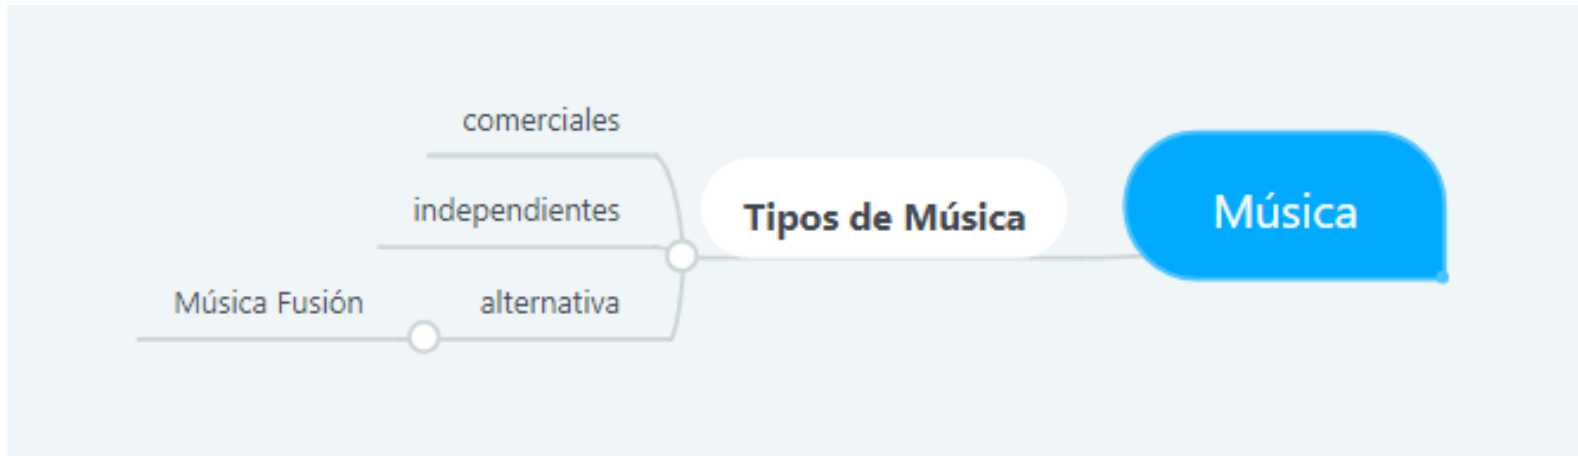 comerciales
independientes
Música Fusión
alternativa
Tipos de Música
Música